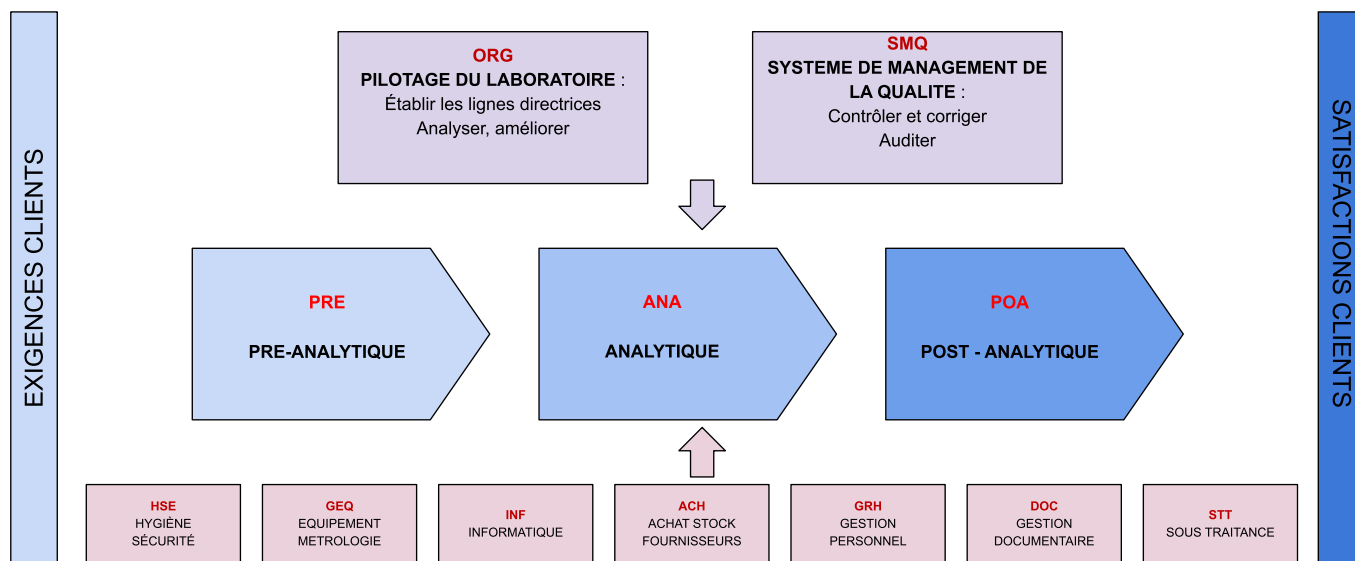 EXIGENCES CLIENTS
ORG
PILOTAGE DU LABORATOIRE :
Établir les lignes directrices
Analyser, améliorer
SMQ
SYSTEME DE MANAGEMENT DE
LA QUALITE :
Contrôler et corriger
Auditer
PRE
PRE-ANALYTIQUE
ANA
ANALYTIQUE
POA
POST - ANALYTIQUE
HSE
HYGIÈNE
SÉCURITÉ
GEQ
EQUIPEMENT
METROLOGIE
INF
INFORMATIQUE
ACH
ACHAT STOCK
FOURNISSEURS
GRH
GESTION
PERSONNEL
DOC
GESTION
DOCUMENTAIRE
STT
SOUS TRAITANCE
SATISFACTIONS CLIENTS